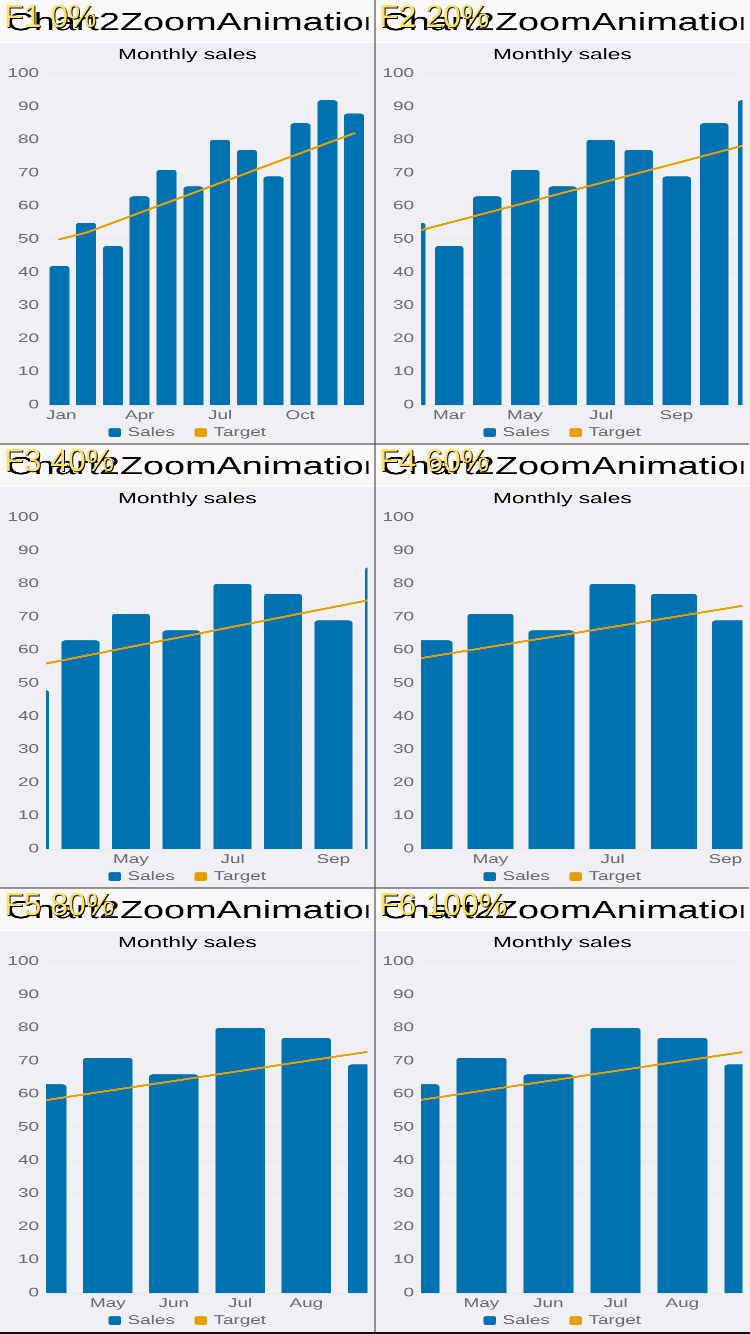 F1 0%
Chart2ZoomAnimation
Monthly sales
100
90
80
70
60
50
40
30
20
10
0
Jan Apr Jul Oct
Sales Target
F2 20%
Chart2ZoomAnimation
Monthly sales
100
90
80
70
60
50
40
30
20
10
0
Mar May Jul Sep
Sales Target
F3 40%
Chart2ZoomAnimation
Monthly sales
100
90
80
70
60
50
40
30
20
10
0
May Jul Sep
Sales Target
F4 60%
Chart2ZoomAnimation
Monthly sales
100
90
80
70
60
50
40
30
20
10
0
May Jul Sep
Sales Target
F5 80%
Chart2ZoomAnimation
Monthly sales
100
90
80
70
60
50
40
30
20
10
0
May Jun Jul Aug
Sales Target
F6 100%
Chart2ZoomAnimation
Monthly sales
100
90
80
70
60
50
40
30
20
10
0
May Jun Jul Aug
Sales Target